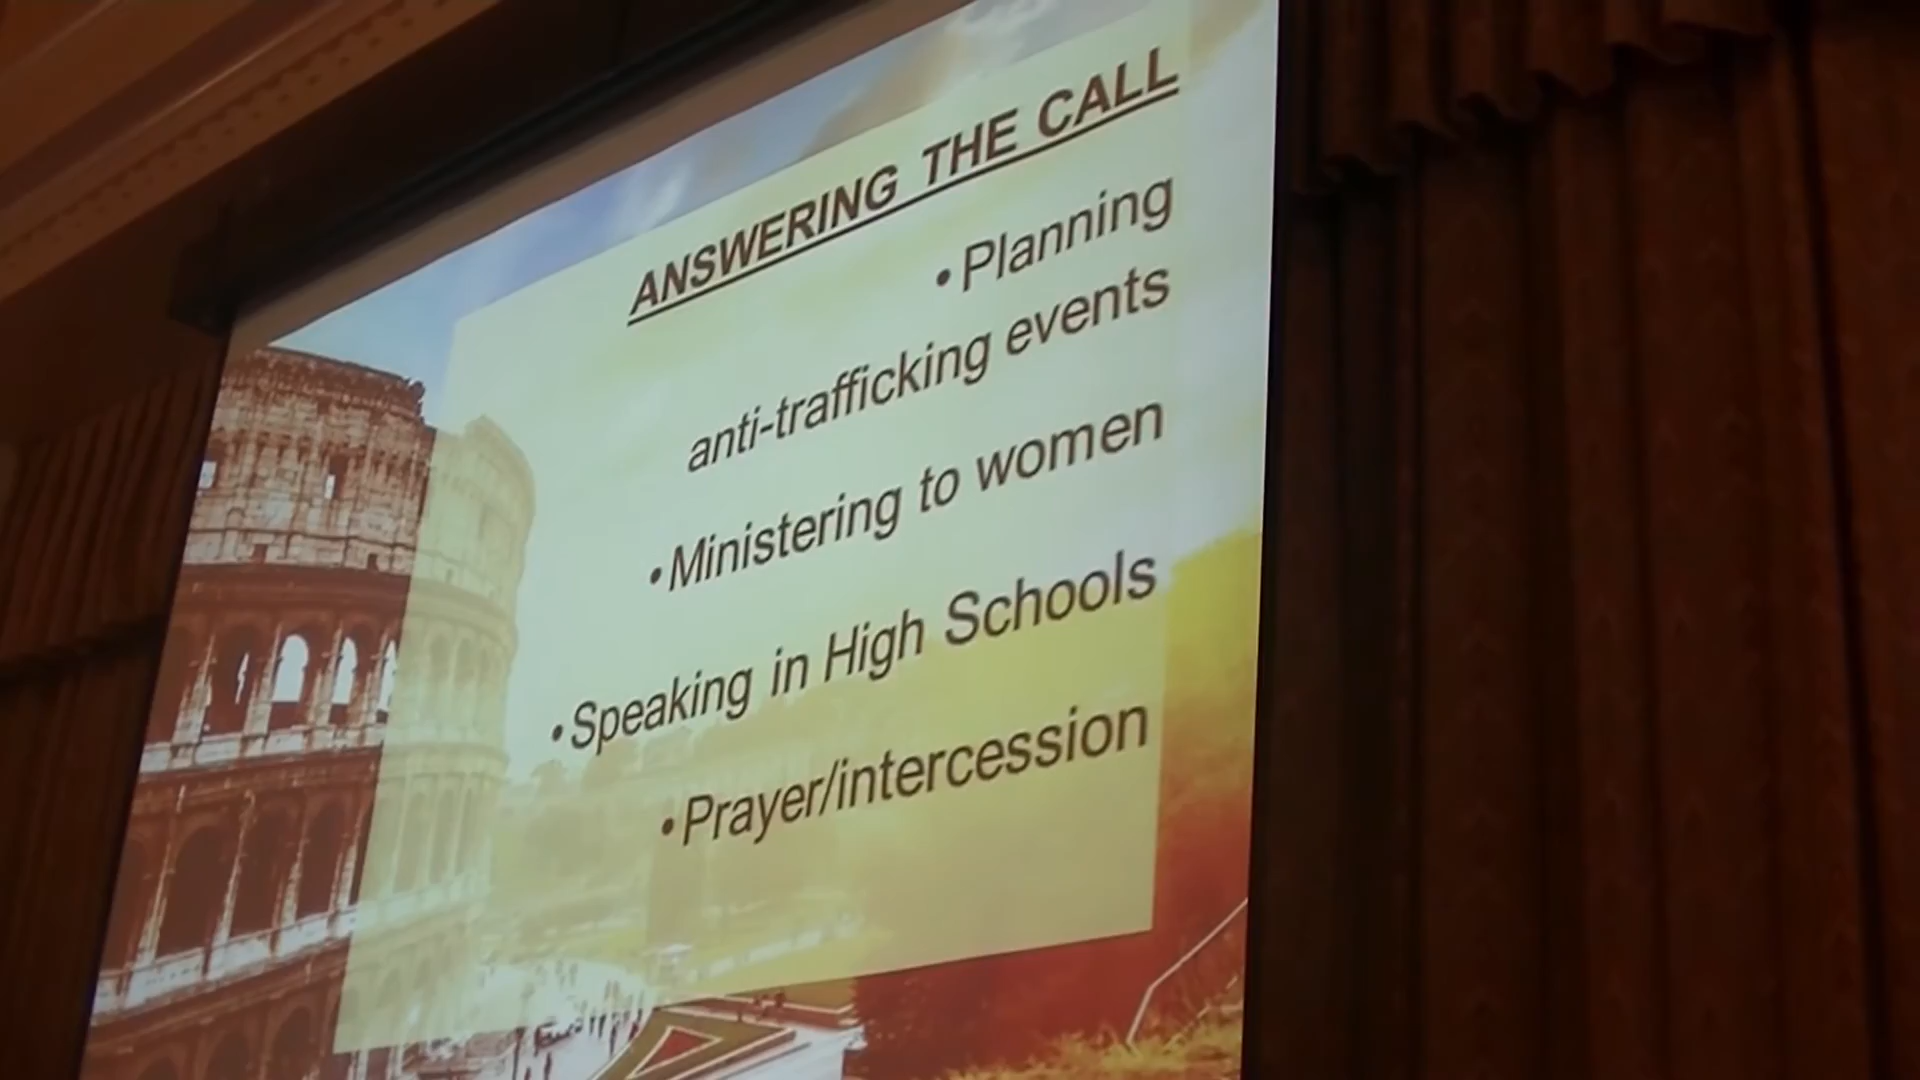 ANSWERING THE CALL
•Planning
anti-trafficking events
•Ministering to women
•Speaking in High Schools
•Prayer/intercession